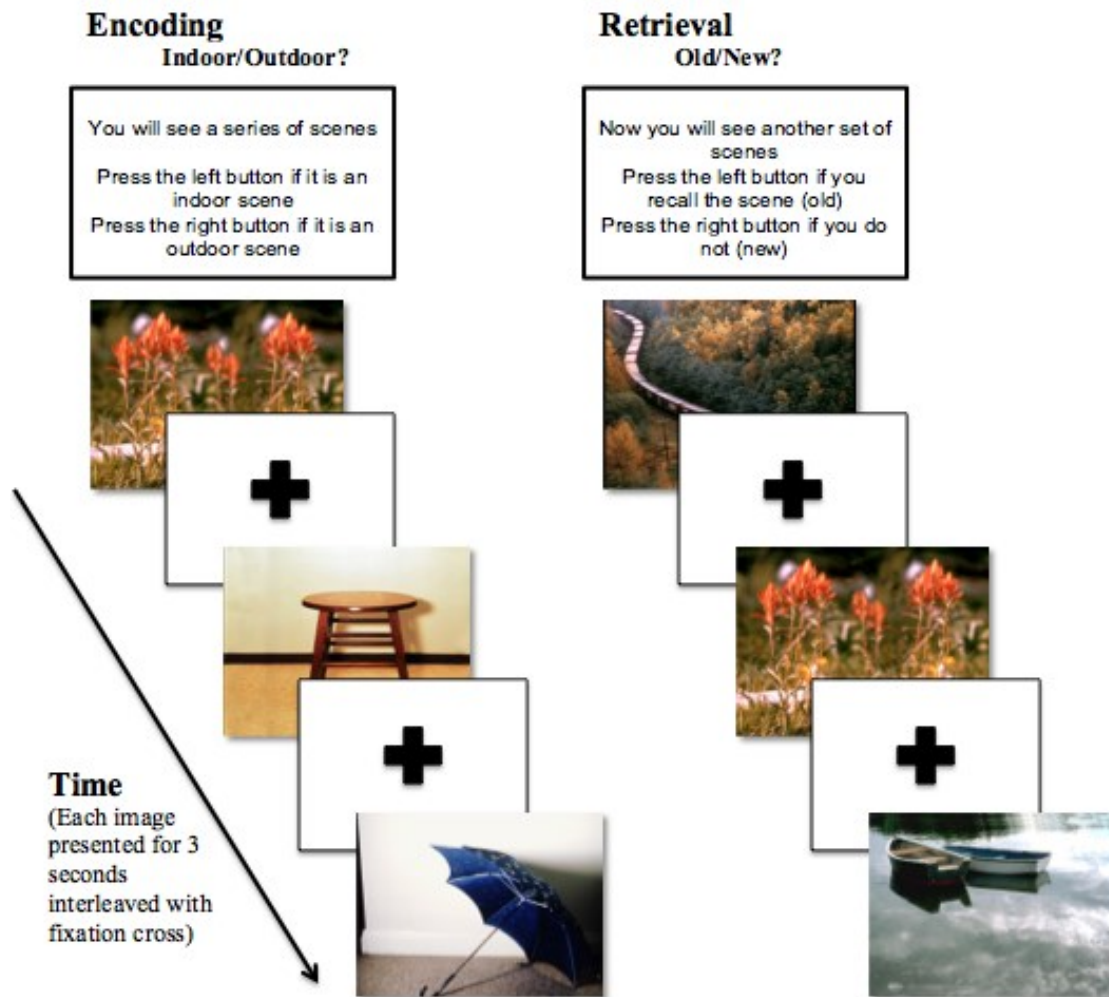 Encoding
Indoor/Outdoor?
You will see a series of scenes
Press the left button if it is an
indoor scene
Press the right button if it is an
outdoor scene
Retrieval
Old/New?
Now you will see another set of
scenes
Press the left button if you
recall the scene (old)
Press the right button if you do
not (new)
Time
(Each image
presented for 3
seconds
interleaved with
fixation cross)